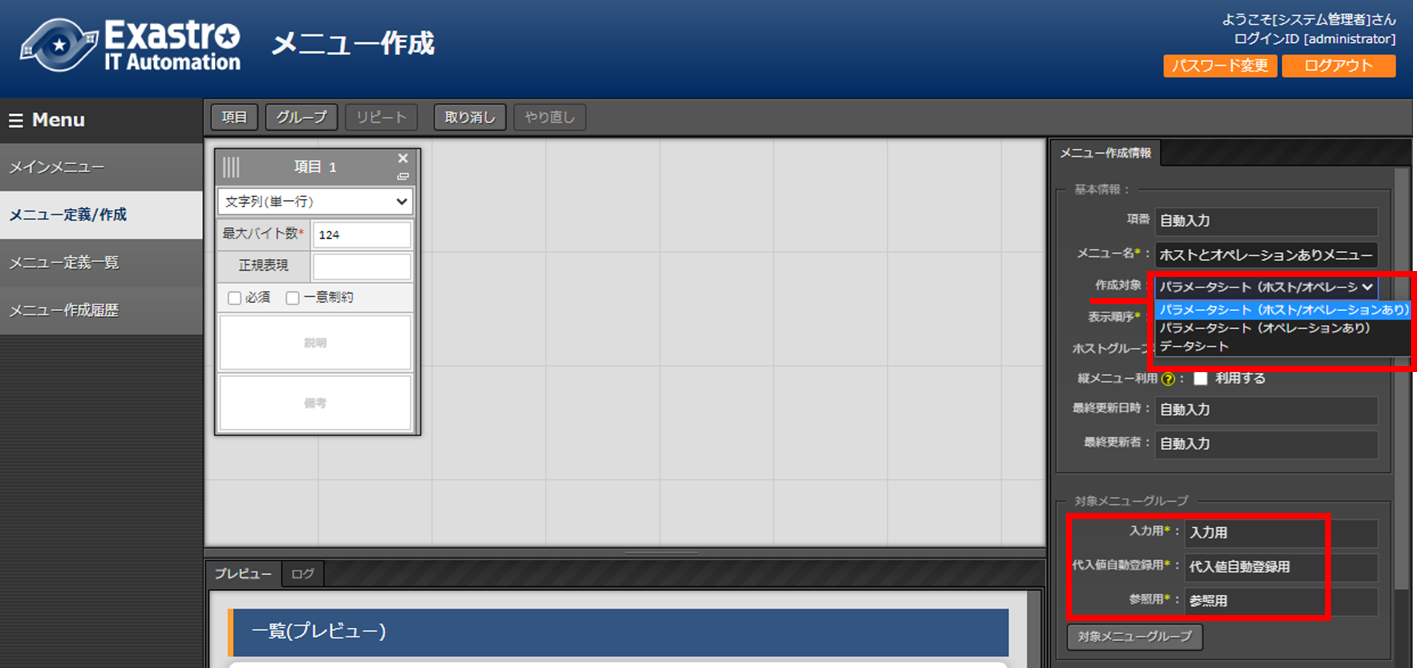 Exastro
IT Automation
メニュー作成
ようこそ[システム管理者]さん
ログインID [administrator]
パスワード変更
ログアウト
Menu
メインメニュー
メニュー定義/作成
メニュー定義一覧
メニュー作成履歴
項目
グループ
リピート
取り消し
やり直し
項目 1
文字列(単一行)
最大バイト数*
124
正規表現
必須
一意制約
説明
備考
プレビュー
ログ
一覧(プレビュー)
メニュー作成情報
基本情報：
項番
自動入力
メニュー名*：
ホストとオペレーションありメニュー
作成対象
パラメータシート（ホスト/オペレーシ
パラメータシート（ホスト/オペレーションあり）
パラメータシート（オペレーションあり）
データシート
表示順序*
ホストグループ
縦メニュー利用 ?：
利用する
最終更新日時：
自動入力
最終更新者：
自動入力
対象メニューグループ
入力用*：
入力用
代入値自動登録用*：
代入値自動登録用
参照用*：
参照用
対象メニューグループ